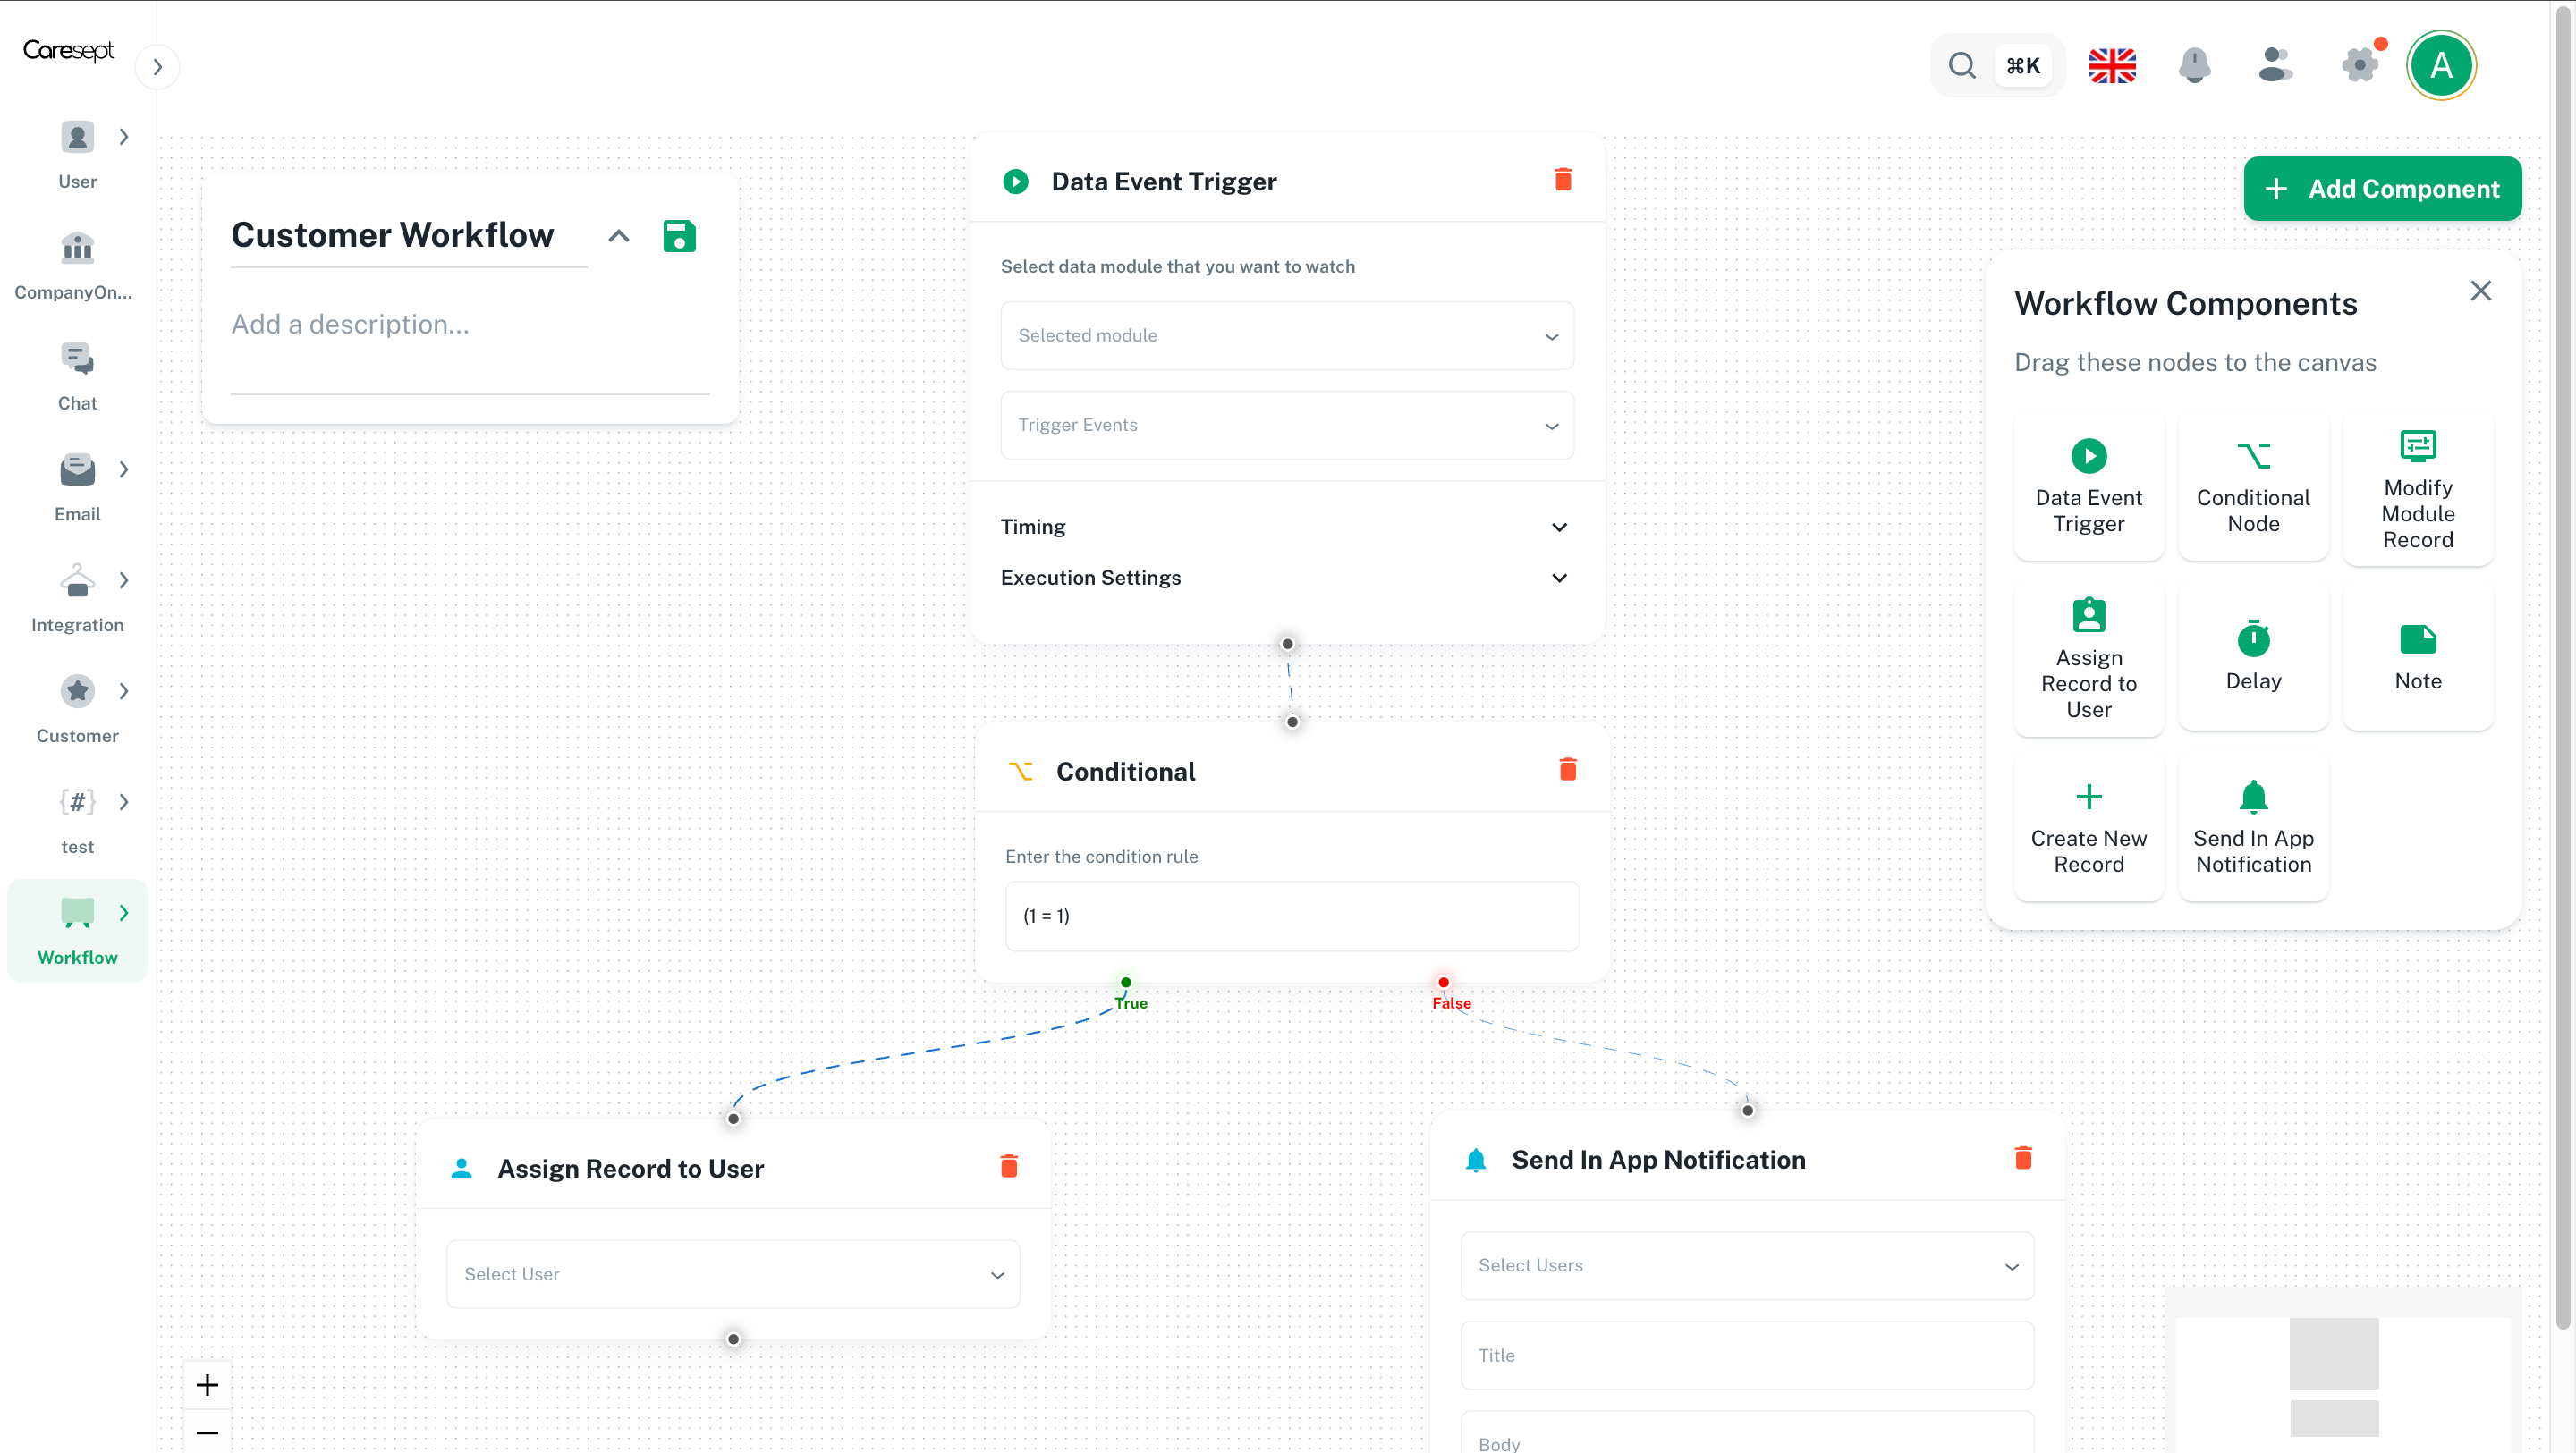 Caresept
⌘K
A
User
CompanyOn...
Chat
Email
Integration
Customer
{#}
test
Workflow
Customer Workflow
Add a description...
Data Event Trigger
Select data module that you want to watch
Selected module
Trigger Events
Timing
Execution Settings
Conditional
Enter the condition rule
(1 = 1)
True
False
Assign Record to User
Select User
Send In App Notification
Select Users
Title
Body
Add Component
Workflow Components
Drag these nodes to the canvas
Data Event
Trigger
Conditional
Node
Modify
Module
Record
Assign
Record to
User
Delay
Note
Create New
Record
Send In App
Notification